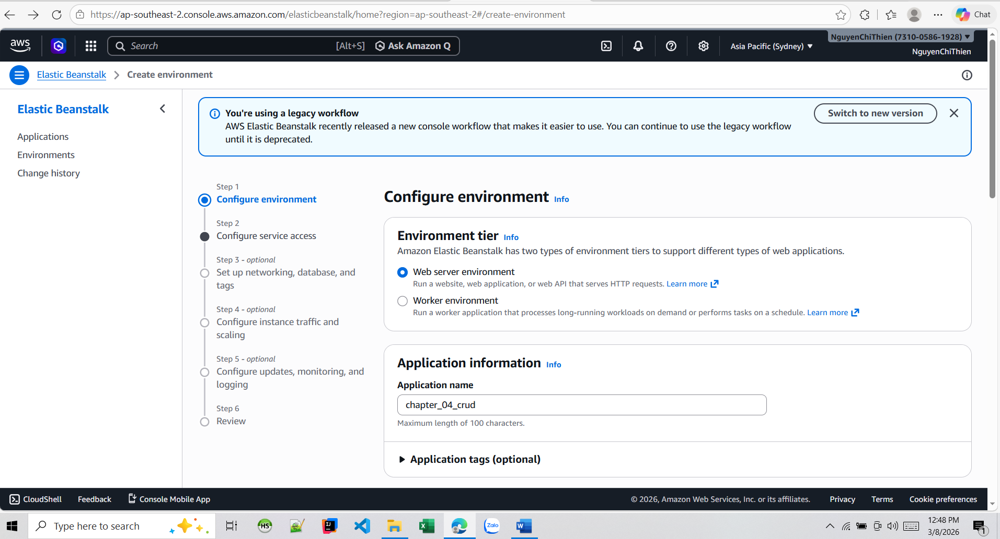 https://ap-southeast-2.console.aws.amazon.com/elasticbeanstalk/home?region=ap-southeast-2#/create-environment
Chat
aws
Search
[Alt+S]
Ask Amazon Q
Asia Pacific (Sydney)
NguyenChiThien (7310-0586-1928)
NguyenChiThien
Elastic Beanstalk
Create environment
Elastic Beanstalk
Applications
Environments
Change history
You're using a legacy workflow
AWS Elastic Beanstalk recently released a new console workflow that makes it easier to use. You can continue to use the legacy workflow
until it is deprecated.
Switch to new version
Step 1
Configure environment
Step 2
Configure service access
Step 3 - optional
Set up networking, database, and
tags
Step 4 - optional
Configure instance traffic and
scaling
Step 5 - optional
Configure updates, monitoring, and
logging
Step 6
Review
Configure environment Info
Environment tier Info
Amazon Elastic Beanstalk has two types of environment tiers to support different types of web applications.
Web server environment
Run a website, web application, or web API that serves HTTP requests. Learn more
Worker environment
Run a worker application that processes long-running workloads on demand or performs tasks on a schedule. Learn more
Application information Info
Application name
chapter_04_crud
Maximum length of 100 characters.
Application tags (optional)
CloudShell
Feedback
Console Mobile App
© 2026, Amazon Web Services, Inc. or its affiliates.
Privacy
Terms
Cookie preferences
Type here to search
HS
IJ
X
Zalo
W
12:48 PM
3/8/2026
1